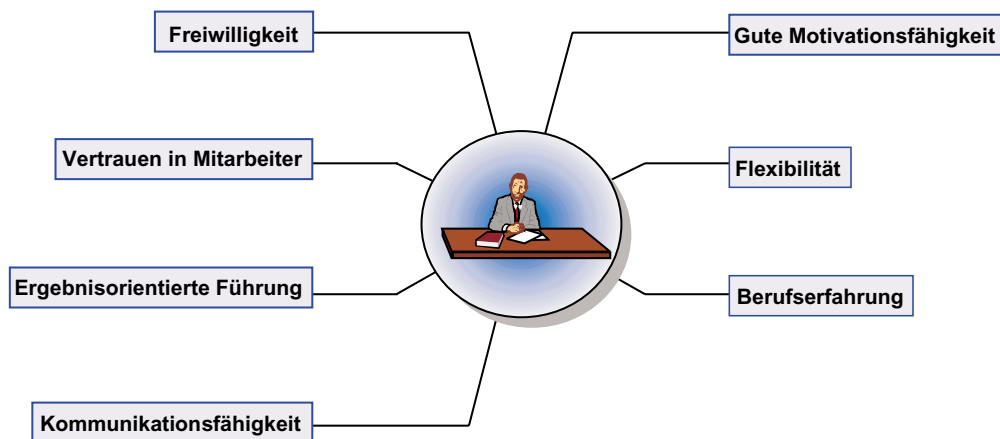 Freiwilligkeit
Gute Motivationsfähigkeit
Vertrauen in Mitarbeiter
Flexibilität
Ergebnisorientierte Führung
Berufserfahrung
Kommunikationsfähigkeit